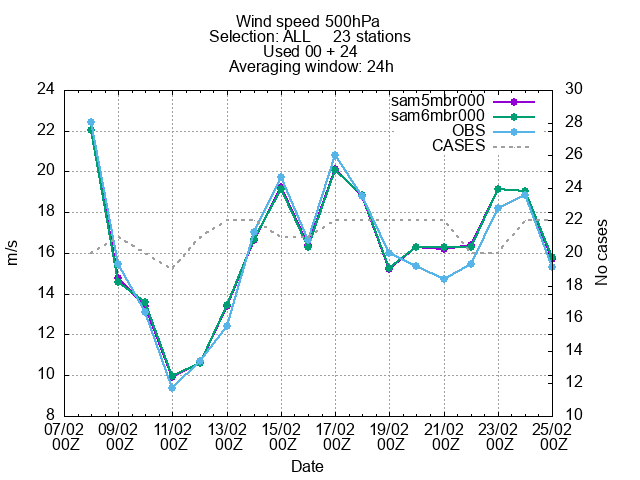 Wind speed 500hPa
Selection: ALL 23 stations
Used 00 + 24
Averaging window: 24h
sam5mbr000
sam6mbr000
OBS
CASES
24
22
20
18
16
14
12
10
8
m/s
30
28
26
24
22
20
18
16
14
12
10
No cases
07/02 09/02 11/02 13/02 15/02 17/02 19/02 21/02 23/02 25/02
00Z 00Z 00Z 00Z 00Z 00Z 00Z 00Z 00Z 00Z
Date